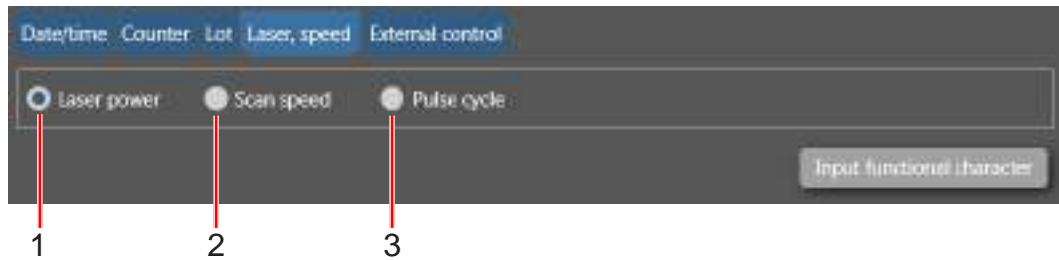 Date/time Counter Lot Laser, speed External control
Laser power Scan speed Pulse cycle
Input functional character
1 2 3